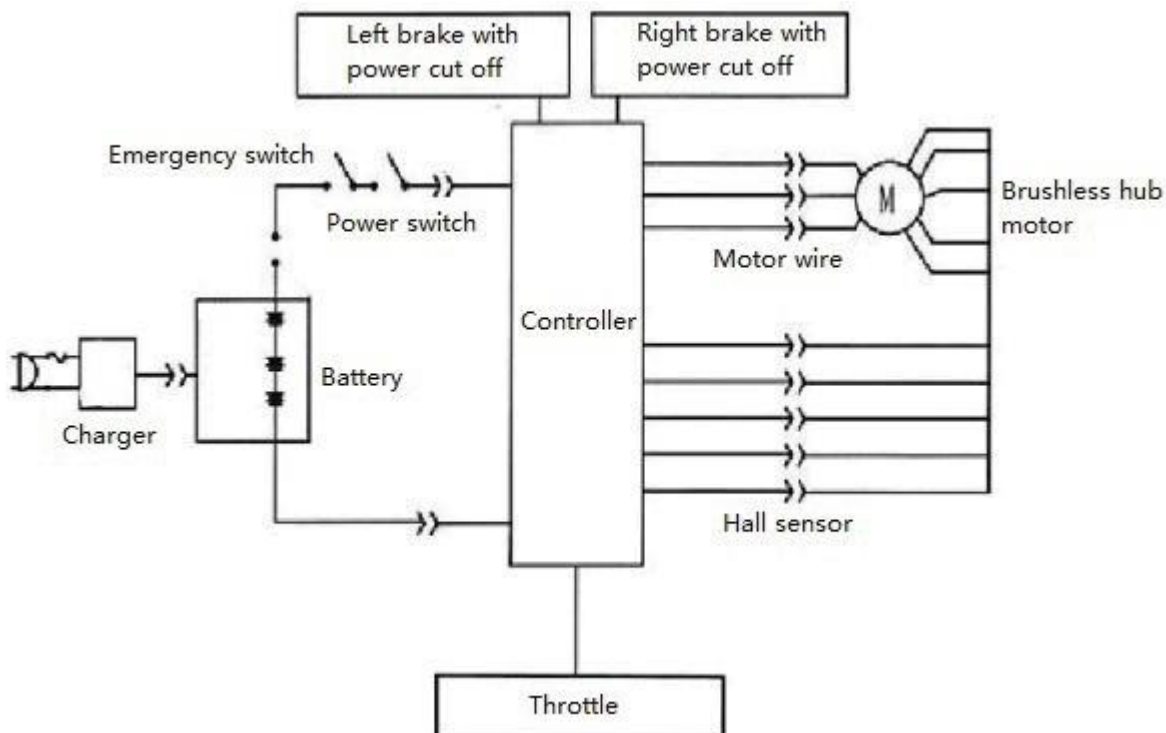 Left brake with
power cut off
Right brake with
power cut off
Emergency switch
Power switch
M
Brushless hub
motor
Motor wire
Controller
Battery
Charger
Hall sensor
Throttle